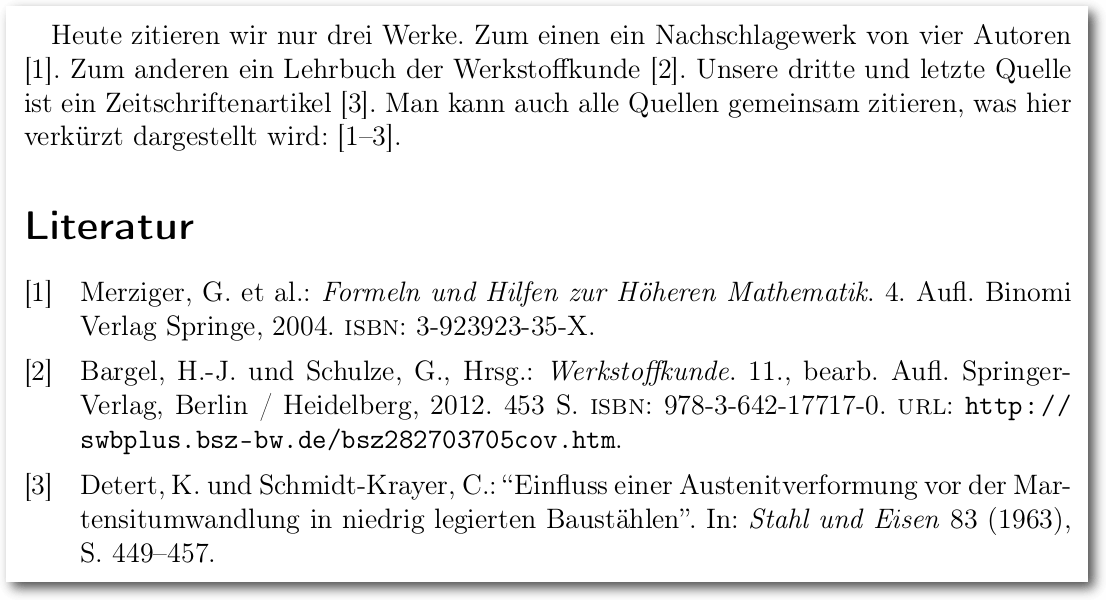 Heute zitieren wir nur drei Werke. Zum einen ein Nachschlagewerk von vier Autoren
[1]. Zum anderen ein Lehrbuch der Werkstoffkunde [2]. Unsere dritte und letzte Quelle
ist ein Zeitschriftenartikel [3]. Man kann auch alle Quellen gemeinsam zitieren, was hier
verkürzt dargestellt wird: [1–3].
Literatur
[1] Merziger, G. et al.: Formeln und Hilfen zur Höheren Mathematik. 4. Aufl. Binomi
Verlag Springe, 2004. ISBN: 3-923923-35-X.
[2] Bargel, H.-J. und Schulze, G., Hrsg.: Werkstoffkunde. 11., bearb. Aufl. Springer-
Verlag, Berlin / Heidelberg, 2012. 453 S. ISBN: 978-3-642-17717-0. URL: http://
swbplus.bsz-bw.de/bsz282703705cov.htm.
[3] Detert, K. und Schmidt-Krayer, C.: “Einfluss einer Austenitverformung vor der Mar-
tensitumwandlung in niedrig legierten Baustählen”. In: Stahl und Eisen 83 (1963),
S. 449–457.